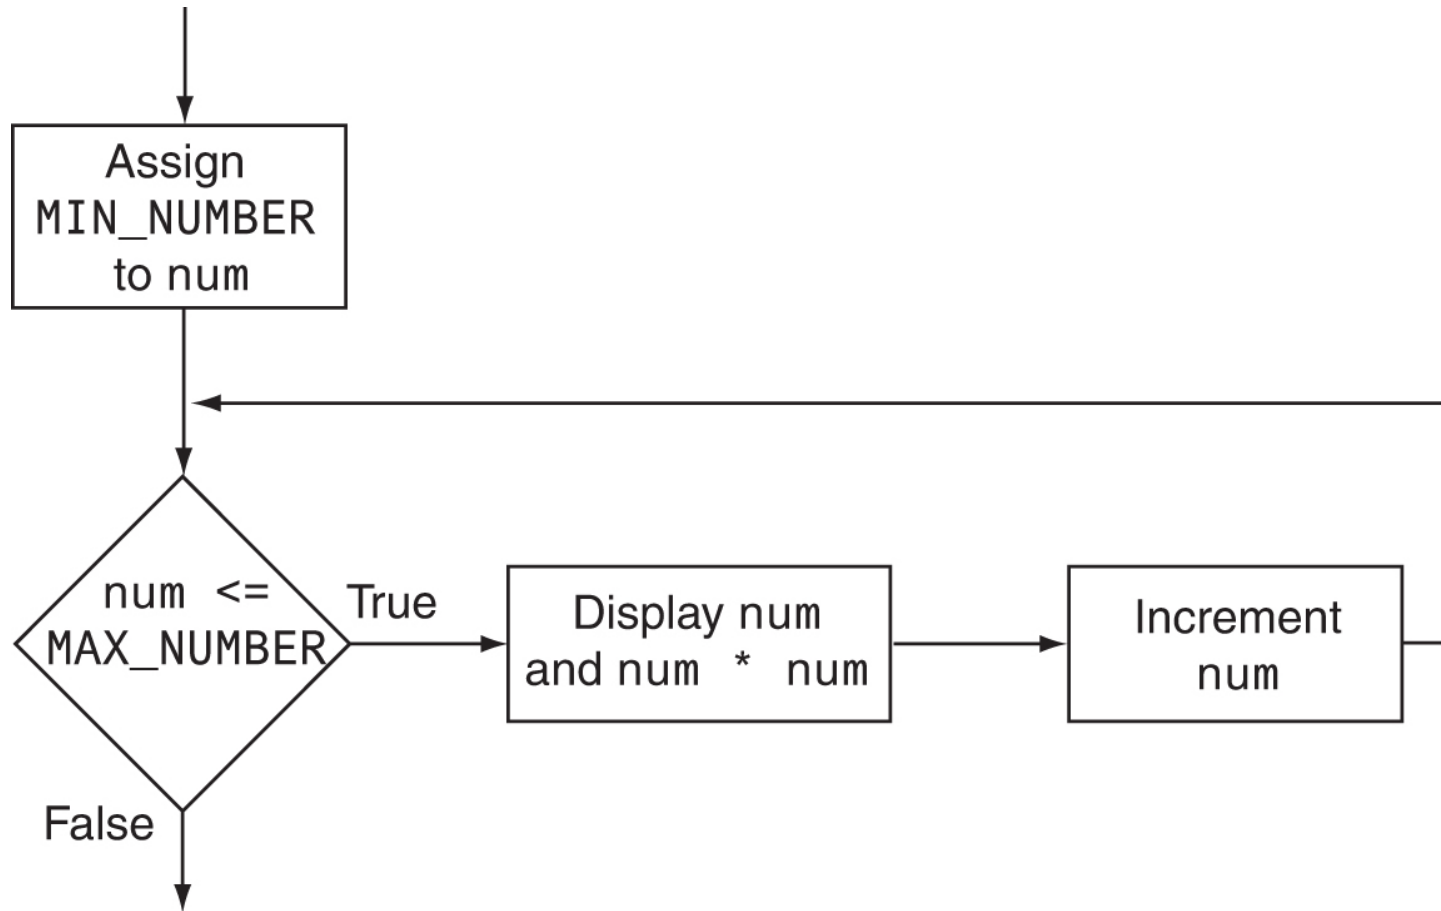 Assign
MIN_NUMBER
to num
num <=
MAX_NUMBER
True
Display num
and num * num
Increment
num
False